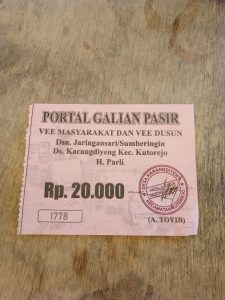 PORTAL GALIAN PASIR
VEE MASYARAKAT DAN VEE DUSUN
Dsn. Jaringansari/Sumberingin
Ds. Karangdiyeng Kec. Kutorejo
H. Parli
Rp. 20.000
1778
(A. TOYIB)